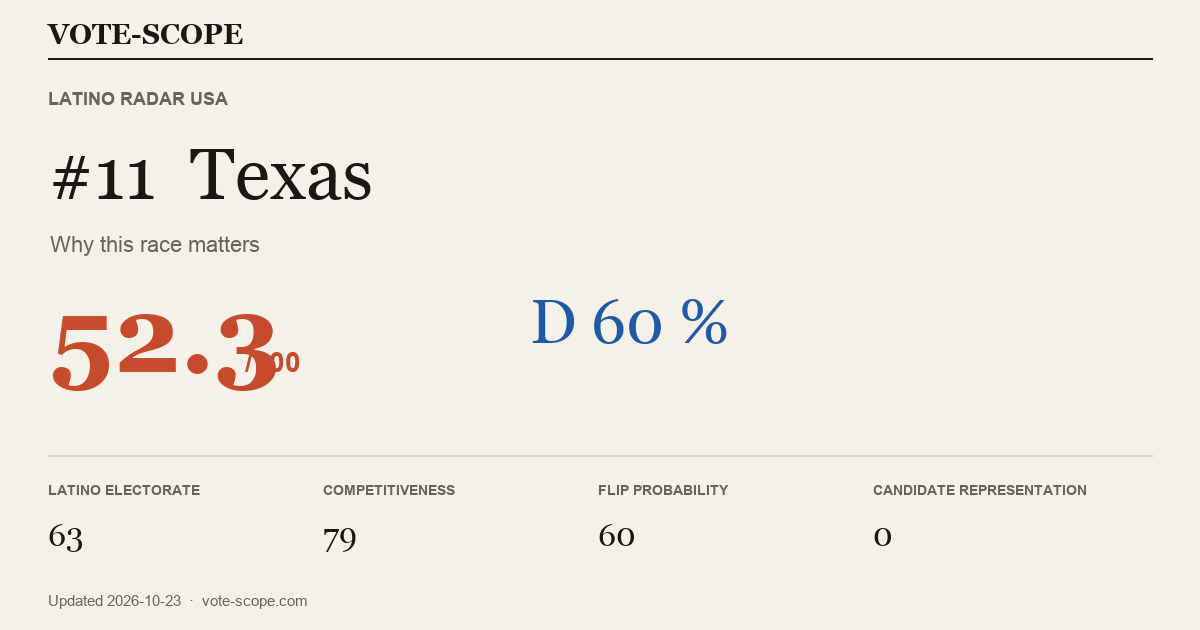 VOTE-SCOPE
LATINO RADAR USA
#11 Texas
Why this race matters
52.3
D 60 %
LATINO ELECTORATE
COMPETITIVENESS
FLIP PROBABILITY
CANDIDATE REPRESENTATION
63
79
60
0
Updated 2026-10-23 · vote-scope.com